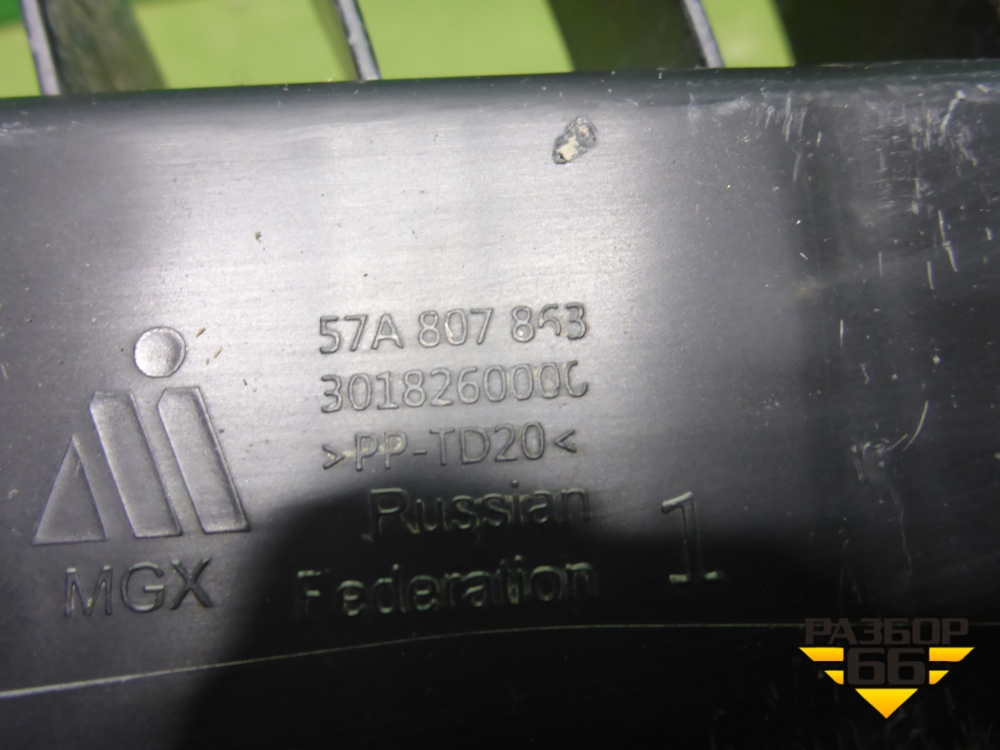 57A 807 863
3018260000
>PP-TD20<
Russian
Federation
1
MGX
РАЗБОР
66